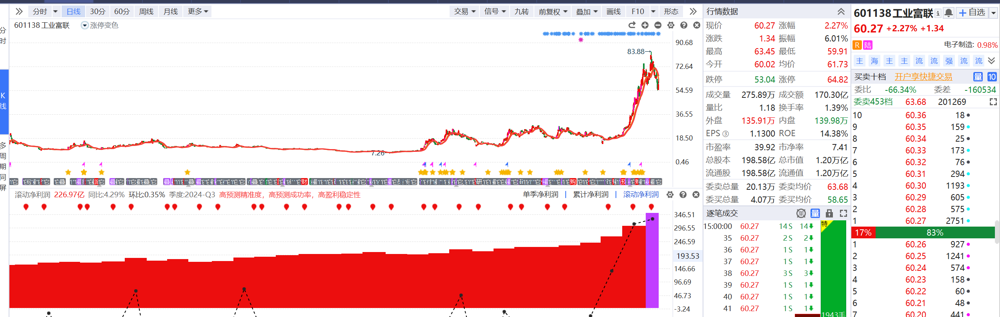 分时 日线 30分 60分 周线 月线 更多 交易 信号 九转 前复权 叠加 画线 F10 形态
601138 工业富联 涨停变色
分时
K线
多周期同屏
90.68
83.88
72.64
54.59
36.55
18.50
7.26
0.46
滚动净利润 226.97亿 同比:4.29% 环比:0.35% 季度:2024-Q3 高预测精准度，高预测成功率，高盈利稳定性
单季净利润 | 累计净利润 | 滚动净利润
346.51
296.55
246.59
193.53
146.66
96.69
46.73
-3.24
行情数据
现价 60.27 涨幅 2.27%
涨跌 1.34 振幅 6.01%
最高 63.45 最低 59.91
今开 60.02 均价 61.73
跌停 53.04 涨停 64.82
成交量 275.89万 成交额 170.30亿
量比 1.18 换手率 1.39%
外盘 135.91万 内盘 139.98万
EPS ③ 1.1300 ROE 14.38%
市盈率 39.92 市净率 7.41
总股本 198.58亿 总市值 1.20万亿
流通股 198.58亿 流通值 1.20万亿
委卖总量 20.13万 委卖均价 63.68
委买总量 4.07万 委买均价 58.65
逐笔成交 单 量
15:00:00 60.27 14 S 14
35 60.27 2 S 2
36 60.27 1 S 1
37 60.27 1 S 1
38 60.27 3 S 3
39 60.27 1 S 1
40 60.27 1 S 1
41 60.27 1 S 1
特
1943手
601138 工业富联 i 自选
60.27 +2.27% +1.34
R 陆 电子制造: 0.98%
主 海 主 主 流 流 强 流 流
买卖十档 开户享快捷交易 量 10
委比 -66.34% 委差 -160534
委卖453档 63.68 201269
10 60.36 18
9 60.35 159
8 60.34 25
7 60.33 173
6 60.32 76
5 60.31 294
4 60.30 1193
3 60.29 605
2 60.28 575
1 60.27 2751
17% 83%
1 60.26 927
2 60.25 1241
3 60.24 574
4 60.23 158
5 60.22 60
6 60.21 48
7 60.20 441